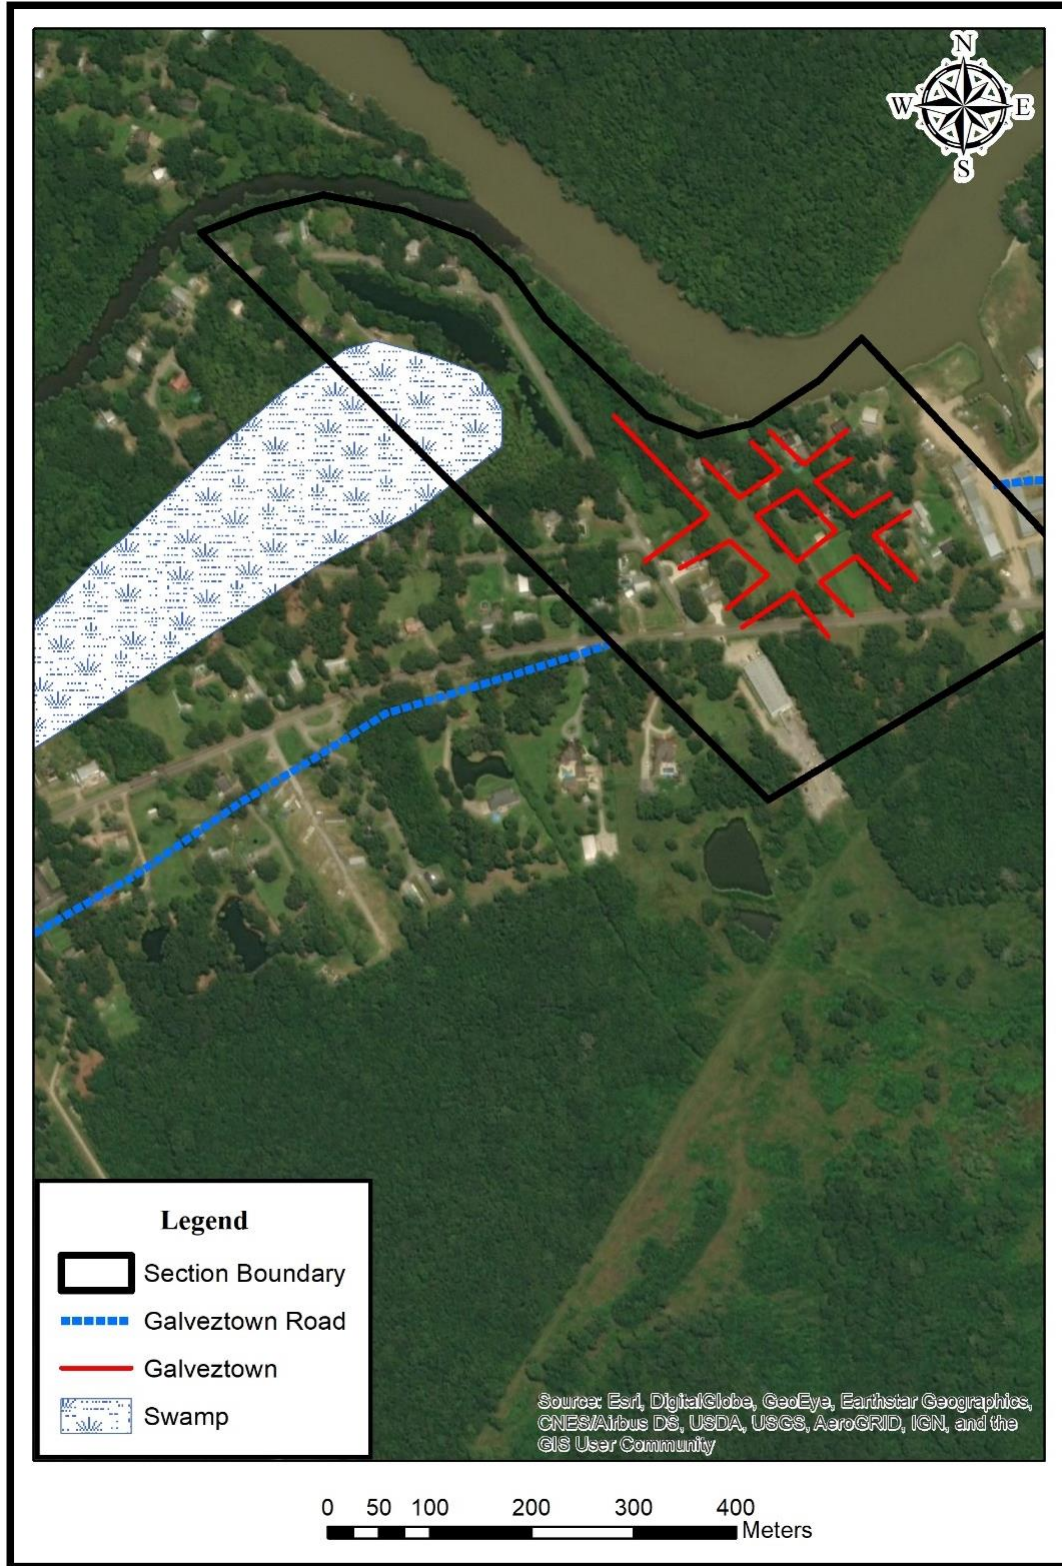 N
W E
S
Legend
Section Boundary
Galveztown Road
Galveztown
Swamp
Source: Esri, DigitalGlobe, GeoEye, Earthstar Geographics,
CNES/Airbus DS, USDA, USGS, AeroGRID, IGN, and the
GIS User Community
0 50 100 200 300 400
Meters